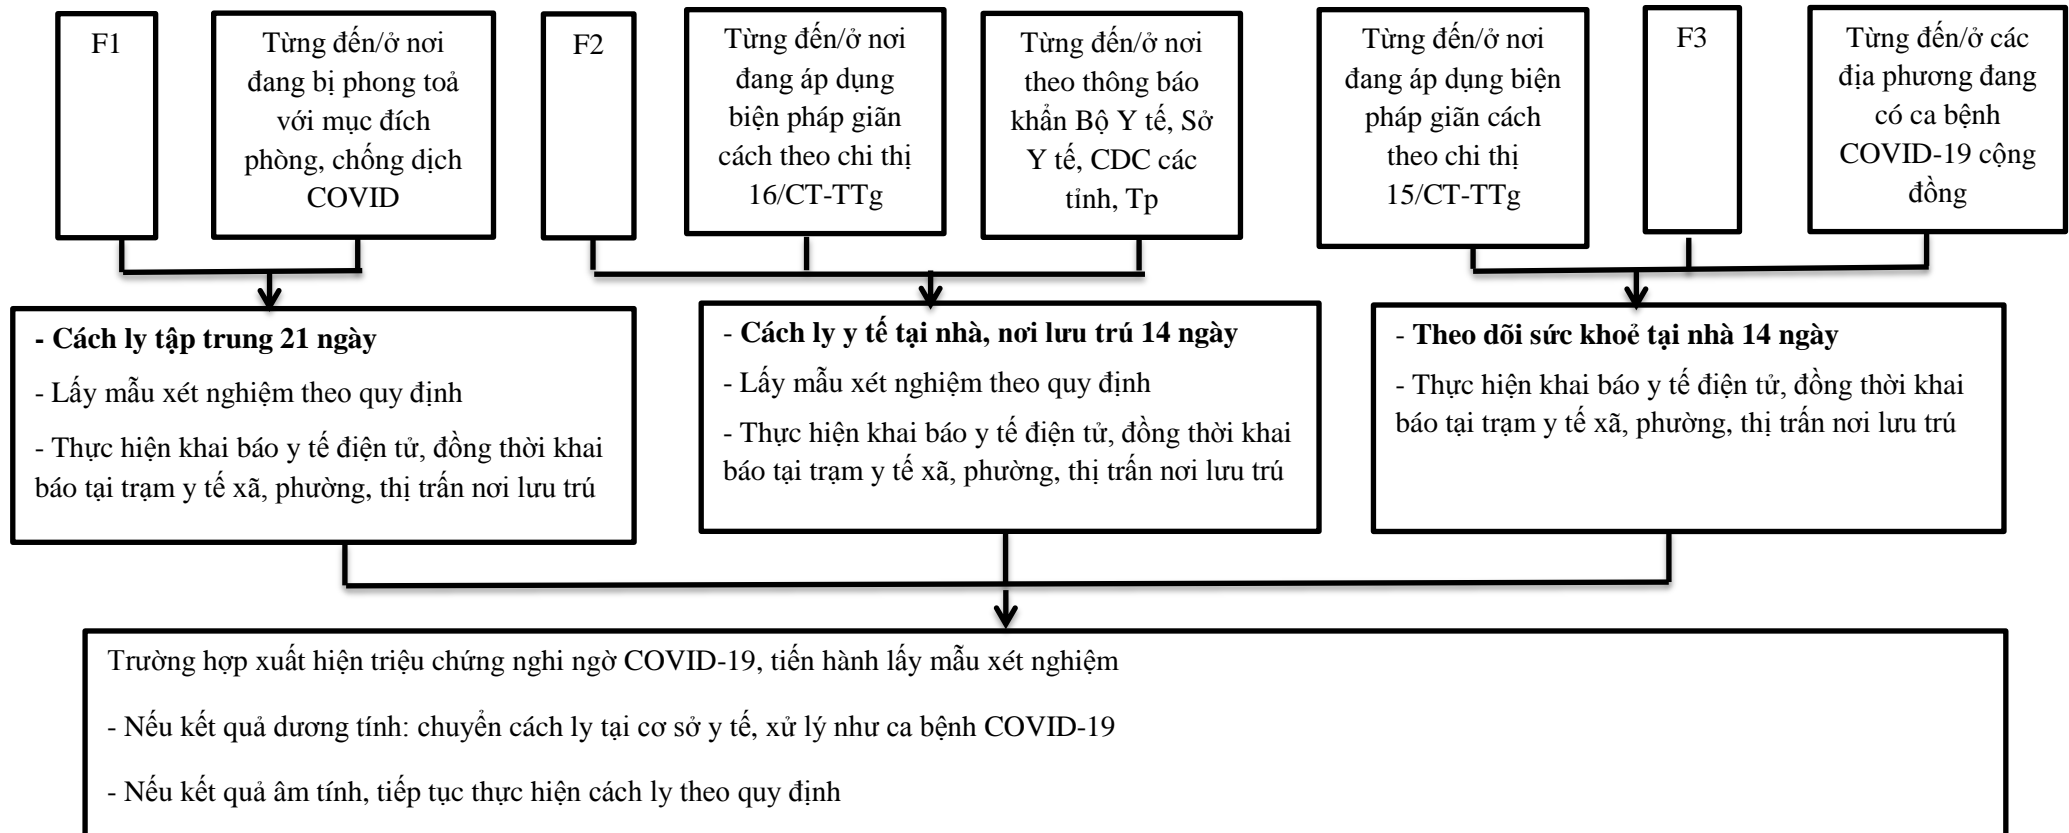 F1
Từng đến/ở nơi
đang bị phong toả
với mục đích
phòng, chống dịch
COVID
F2
Từng đến/ở nơi
đang áp dụng
biện pháp giãn
cách theo chi thị
16/CT-TTg
Từng đến/ở nơi
theo thông báo
khẩn Bộ Y tế, Sở
Y tế, CDC các
tỉnh, Tp
Từng đến/ở nơi
đang áp dụng biện
pháp giãn cách
theo chi thị
15/CT-TTg
F3
Từng đến/ở các
địa phương đang
có ca bệnh
COVID-19 cộng
đồng
- Cách ly tập trung 21 ngày
- Lấy mẫu xét nghiệm theo quy định
- Thực hiện khai báo y tế điện tử, đồng thời khai
báo tại trạm y tế xã, phường, thị trấn nơi lưu trú
- Cách ly y tế tại nhà, nơi lưu trú 14 ngày
- Lấy mẫu xét nghiệm theo quy định
- Thực hiện khai báo y tế điện tử, đồng thời khai
báo tại trạm y tế xã, phường, thị trấn nơi lưu trú
- Theo dõi sức khoẻ tại nhà 14 ngày
- Thực hiện khai báo y tế điện tử, đồng thời khai
báo tại trạm y tế xã, phường, thị trấn nơi lưu trú
Trường hợp xuất hiện triệu chứng nghi ngờ COVID-19, tiến hành lấy mẫu xét nghiệm
- Nếu kết quả dương tính: chuyển cách ly tại cơ sở y tế, xử lý như ca bệnh COVID-19
- Nếu kết quả âm tính, tiếp tục thực hiện cách ly theo quy định